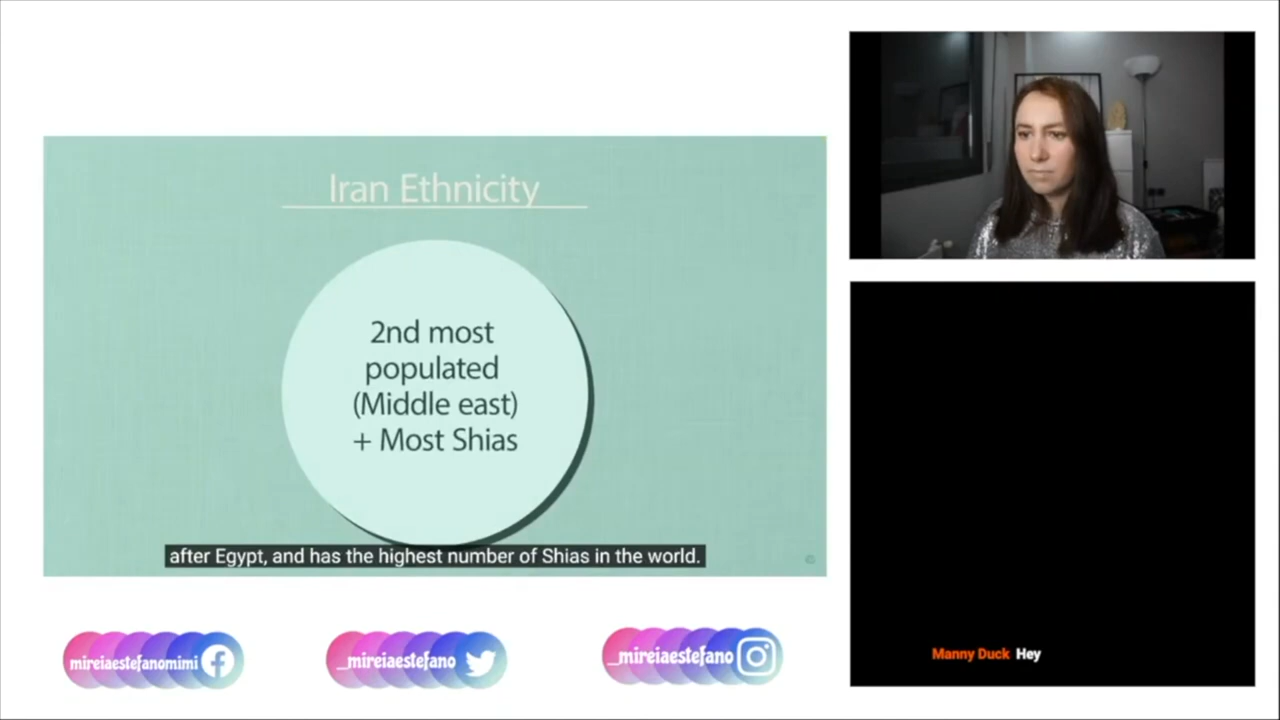 Iran Ethnicity
2nd most
populated
(Middle east)
+ Most Shias
after Egypt, and has the highest number of Shias in the world.
mireiaestefanomimi
_mireiaestefano
_mireiaestefano
Manny Duck Hey